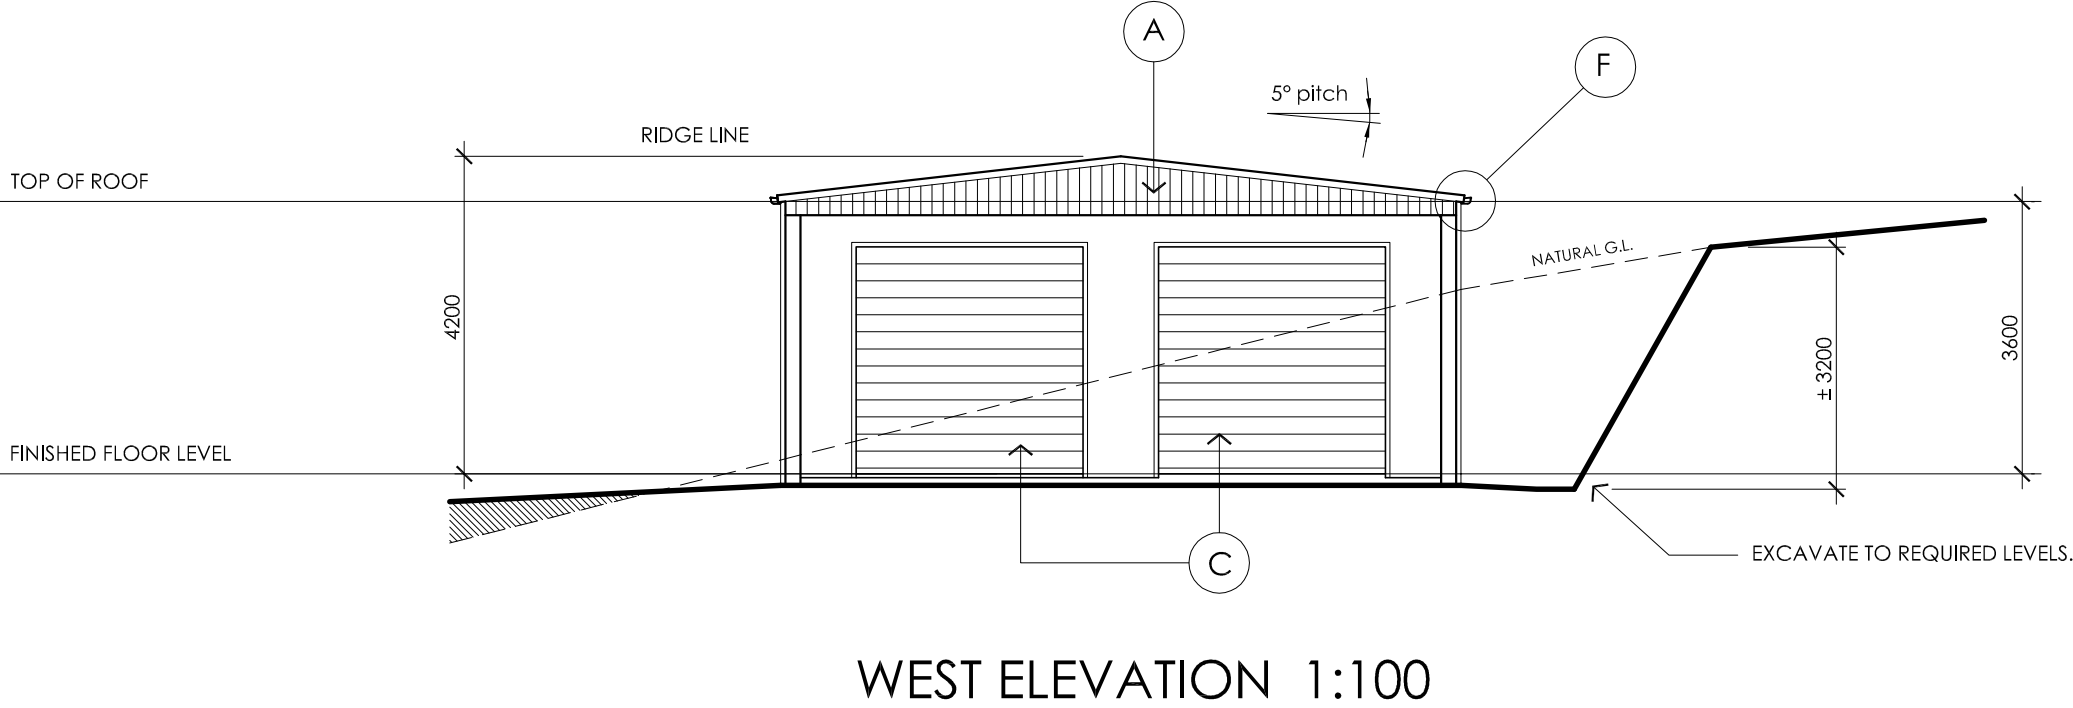 A
F
5° pitch
RIDGE LINE
TOP OF ROOF
NATURAL G.L.
4200
3600
± 3200
FINISHED FLOOR LEVEL
C
EXCAVATE TO REQUIRED LEVELS.
WEST ELEVATION 1:100